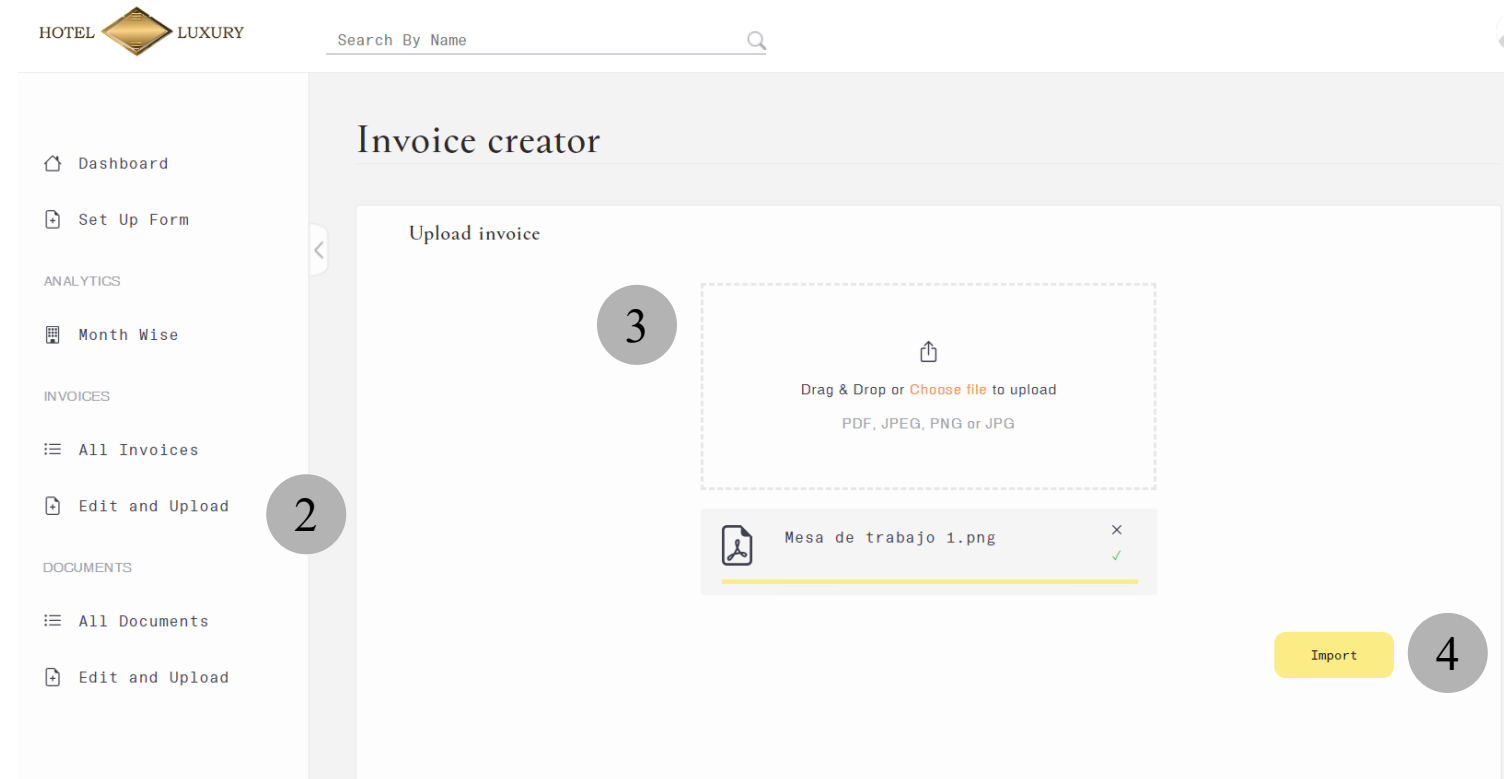 HOTEL LUXURY
Search By Name
Invoice creator
Dashboard
Set Up Form
ANALYTICS
Month Wise
INVOICES
All Invoices
Edit and Upload
2
DOCUMENTS
All Documents
Edit and Upload
Upload invoice
3
Drag & Drop or Choose file to upload
PDF, JPEG, PNG or JPG
Mesa de trabajo 1.png
Import
4